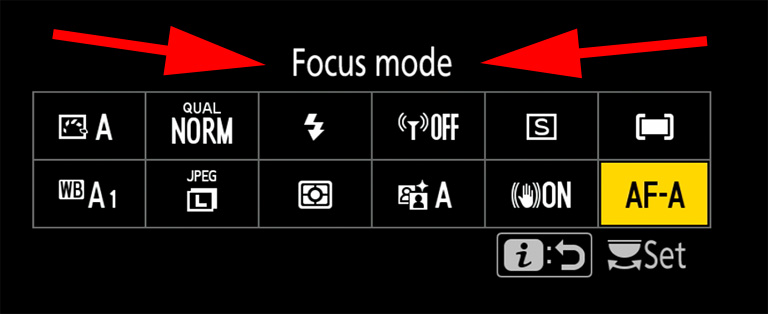 Focus mode
A QUAL NORM T OFF S
WB A1 JPEG L A ON AF-A
i: Set